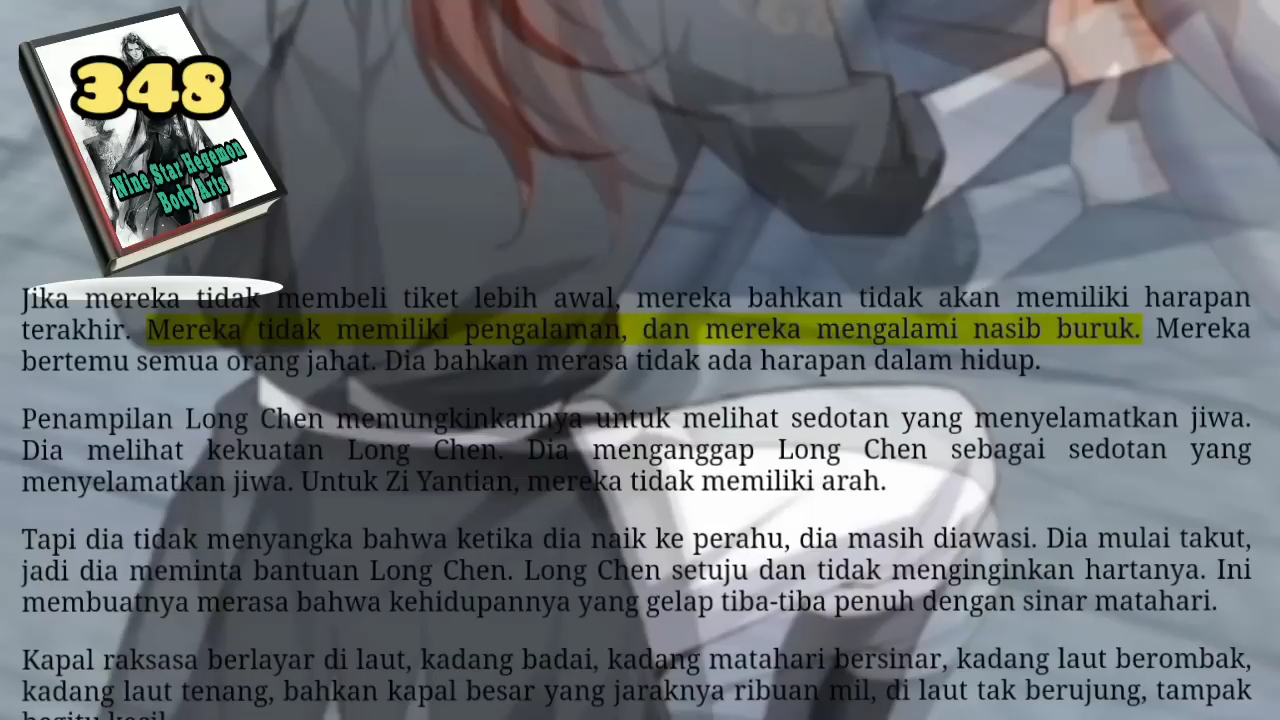 348
Nine Star Hegemon
Body Arts
Jika mereka tidak membeli tiket lebih awal, mereka bahkan tidak akan memiliki harapan
terakhir. Mereka tidak memiliki pengalaman, dan mereka mengalami nasib buruk. Mereka
bertemu semua orang jahat. Dia bahkan merasa tidak ada harapan dalam hidup.
Penampilan Long Chen memungkinkannya untuk melihat sedotan yang menyelamatkan jiwa.
Dia melihat kekuatan Long Chen. Dia menganggap Long Chen sebagai sedotan yang
menyelamatkan jiwa. Untuk Zi Yantian, mereka tidak memiliki arah.
Tapi dia tidak menyangka bahwa ketika dia naik ke perahu, dia masih diawasi. Dia mulai takut,
jadi dia meminta bantuan Long Chen. Long Chen setuju dan tidak menginginkan hartanya. Ini
membuatnya merasa bahwa kehidupannya yang gelap tiba-tiba penuh dengan sinar matahari.
Kapal raksasa berlayar di laut, kadang badai, kadang matahari bersinar, kadang laut berombak,
kadang laut tenang, bahkan kapal besar yang jaraknya ribuan mil, di laut tak berujung, tampak
begitu kecil